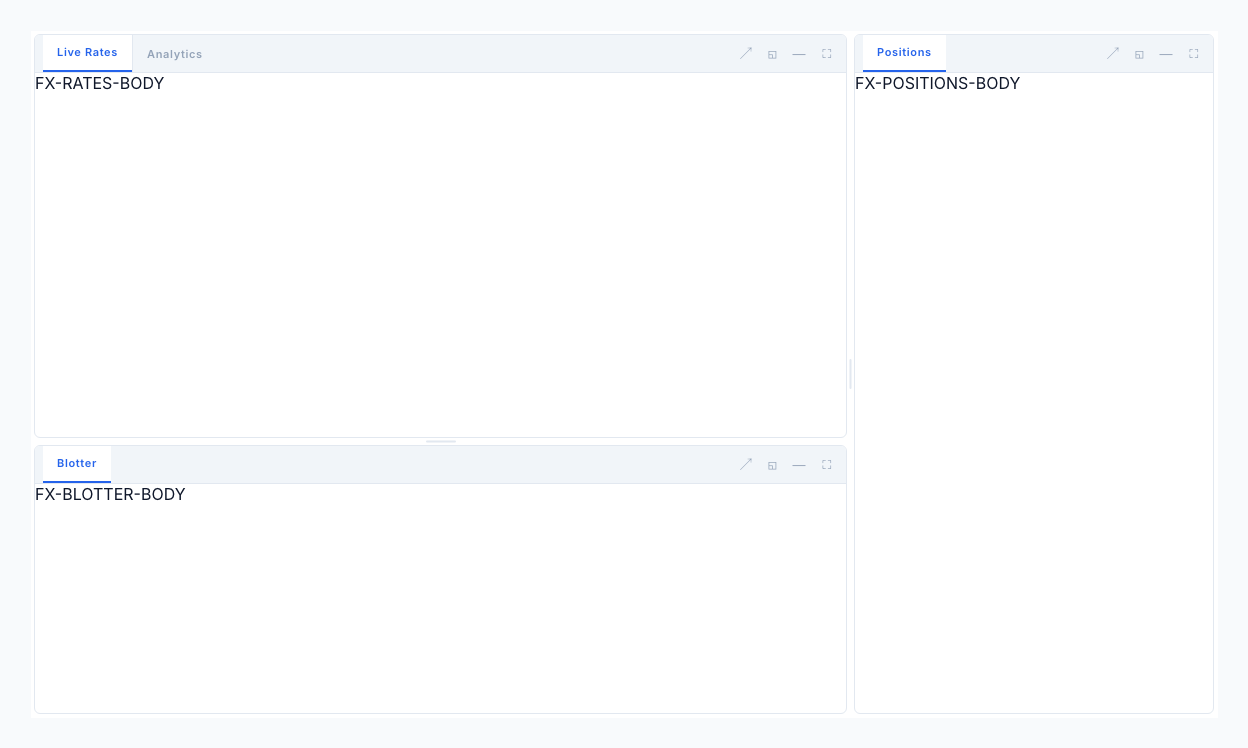 Live Rates Analytics
FX-RATES-BODY
Blotter
FX-BLOTTER-BODY
Positions
FX-POSITIONS-BODY